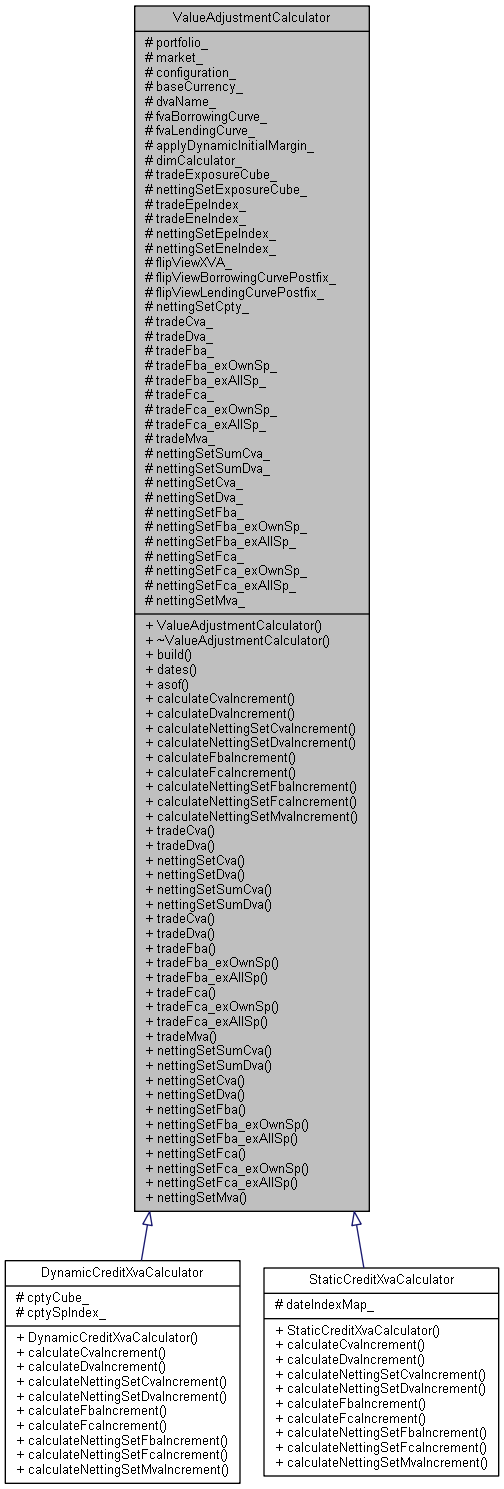 ValueAdjustmentCalculator
# portfolio_
# market_
# configuration_
# baseCurrency_
# dvaName_
# fvaBorrowingCurve_
# fvaLendingCurve_
# applyDynamicInitialMargin_
# dimCalculator_
# tradeExposureCube_
# nettingSetExposureCube_
# tradeEpeIndex_
# tradeEneIndex_
# nettingSetEpeIndex_
# nettingSetEneIndex_
# flipViewXVA_
# flipViewBorrowingCurvePostfix_
# flipViewLendingCurvePostfix_
# nettingSetCpty_
# tradeCva_
# tradeDva_
# tradeFba_
# tradeFba_exOwnSp_
# tradeFba_exAllSp_
# tradeFca_
# tradeFca_exOwnSp_
# tradeFca_exAllSp_
# tradeMva_
# nettingSetSumCva_
# nettingSetSumDva_
# nettingSetCva_
# nettingSetDva_
# nettingSetFba_
# nettingSetFba_exOwnSp_
# nettingSetFba_exAllSp_
# nettingSetFca_
# nettingSetFca_exOwnSp_
# nettingSetFca_exAllSp_
# nettingSetMva_
+ ValueAdjustmentCalculator()
+ ~ValueAdjustmentCalculator()
+ build()
+ dates()
+ asof()
+ calculateCvaIncrement()
+ calculateDvaIncrement()
+ calculateNettingSetCvaIncrement()
+ calculateNettingSetDvaIncrement()
+ calculateFbaIncrement()
+ calculateFcaIncrement()
+ calculateNettingSetFbaIncrement()
+ calculateNettingSetFcaIncrement()
+ calculateNettingSetMvaIncrement()
+ tradeCva()
+ tradeDva()
+ nettingSetCva()
+ nettingSetDva()
+ nettingSetSumCva()
+ nettingSetSumDva()
+ tradeCva()
+ tradeDva()
+ tradeFba()
+ tradeFba_exOwnSp()
+ tradeFba_exAllSp()
+ tradeFca()
+ tradeFca_exOwnSp()
+ tradeFca_exAllSp()
+ tradeMva()
+ nettingSetSumCva()
+ nettingSetSumDva()
+ nettingSetCva()
+ nettingSetDva()
+ nettingSetFba()
+ nettingSetFba_exOwnSp()
+ nettingSetFba_exAllSp()
+ nettingSetFca()
+ nettingSetFca_exOwnSp()
+ nettingSetFca_exAllSp()
+ nettingSetMva()
DynamicCreditXvaCalculator
# cptyCube_
# cptySpIndex_
+ DynamicCreditXvaCalculator()
+ calculateCvaIncrement()
+ calculateDvaIncrement()
+ calculateNettingSetCvaIncrement()
+ calculateNettingSetDvaIncrement()
+ calculateFbaIncrement()
+ calculateFcaIncrement()
+ calculateNettingSetFbaIncrement()
+ calculateNettingSetFcaIncrement()
+ calculateNettingSetMvaIncrement()
StaticCreditXvaCalculator
# dateIndexMap_
+ StaticCreditXvaCalculator()
+ calculateCvaIncrement()
+ calculateDvaIncrement()
+ calculateNettingSetCvaIncrement()
+ calculateNettingSetDvaIncrement()
+ calculateFbaIncrement()
+ calculateFcaIncrement()
+ calculateNettingSetFbaIncrement()
+ calculateNettingSetFcaIncrement()
+ calculateNettingSetMvaIncrement()